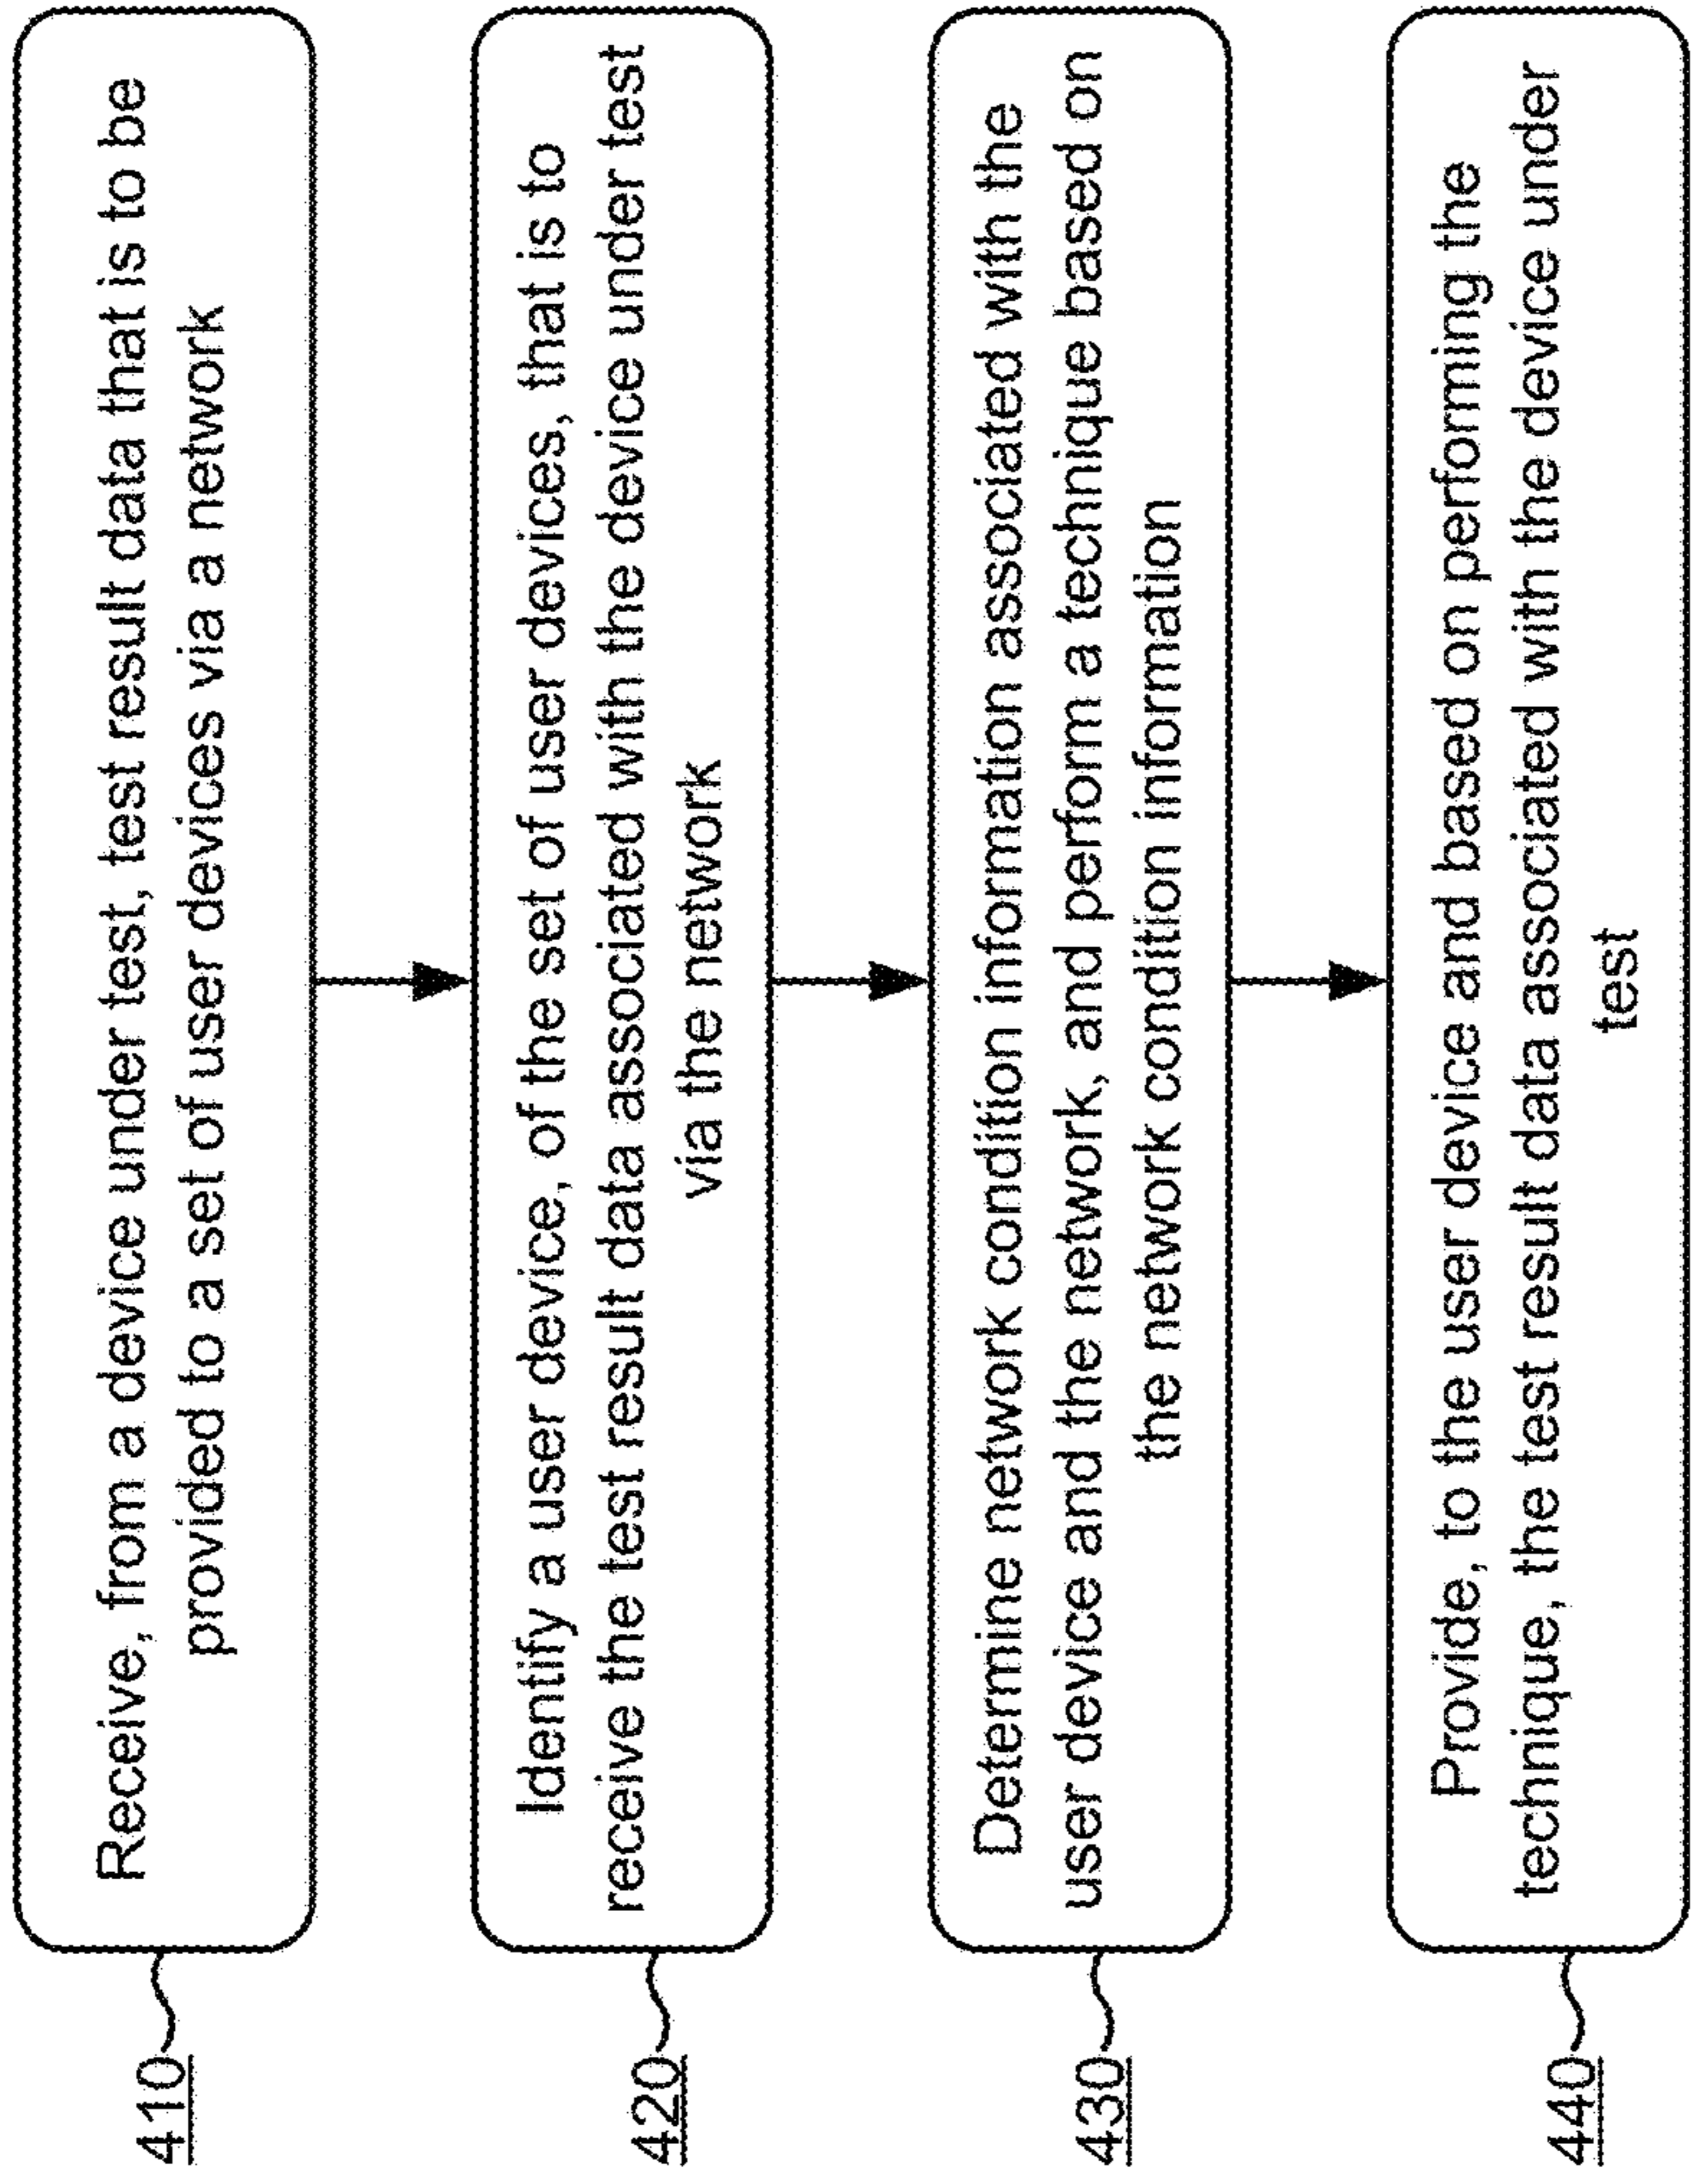 410
Receive, from a device under test, test result data that is to be
provided to a set of user devices via a network
420
Identify a user device, of the set of user devices, that is to
receive the test result data associated with the device under test
via the network
430
Determine network condition information associated with the
user device and the network, and perform a technique based on
the network condition information
440
Provide, to the user device and based on performing the
technique, the test result data associated with the device under
test